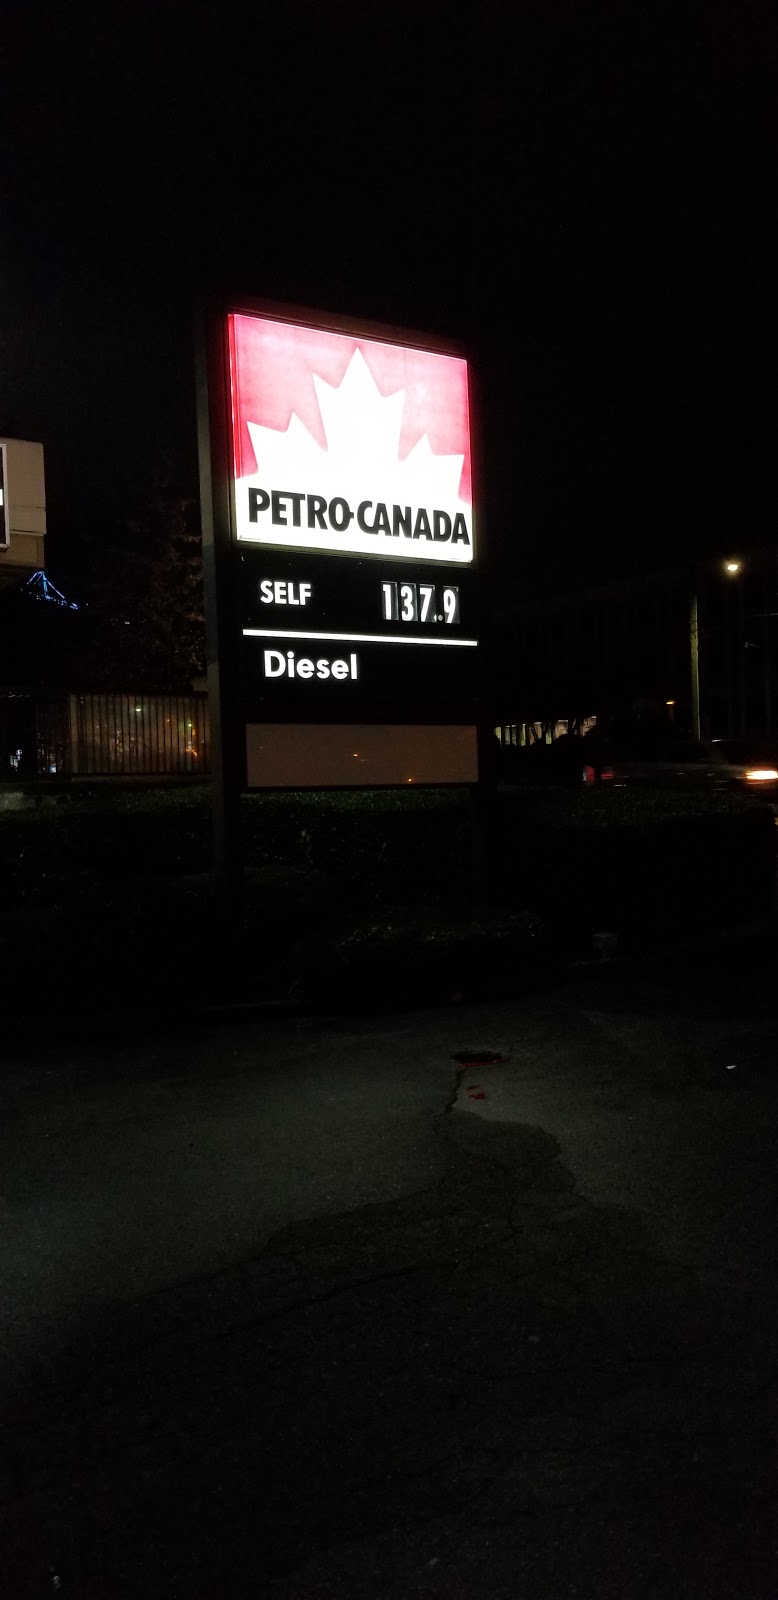 PETRO-CANADA
SELF 137.9
Diesel